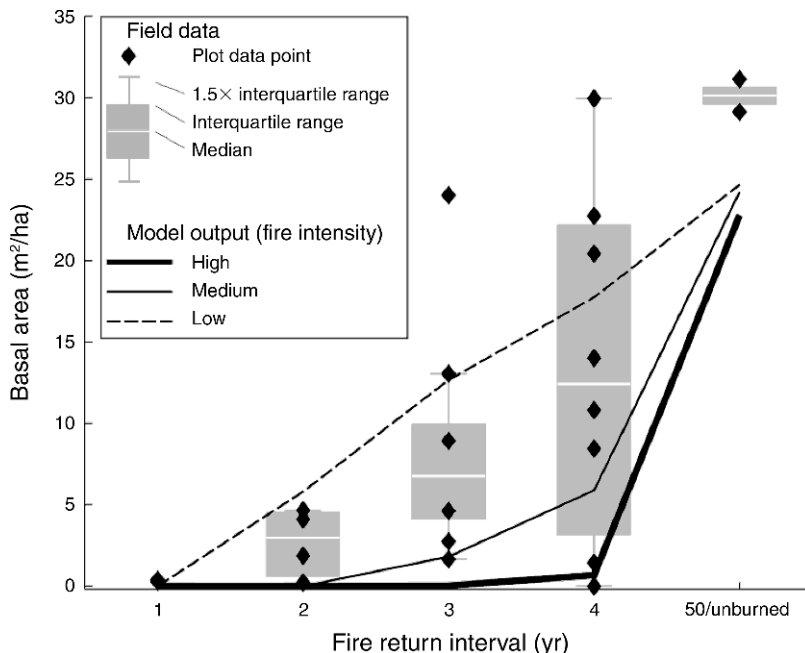 35
30
25
20
15
10
5
0
Basal area (m²/ha)
Field data
Plot data point
1.5× interquartile range
Interquartile range
Median
Model output (fire intensity)
High
Medium
Low
1 2 3 4 50/unburned
Fire return interval (yr)